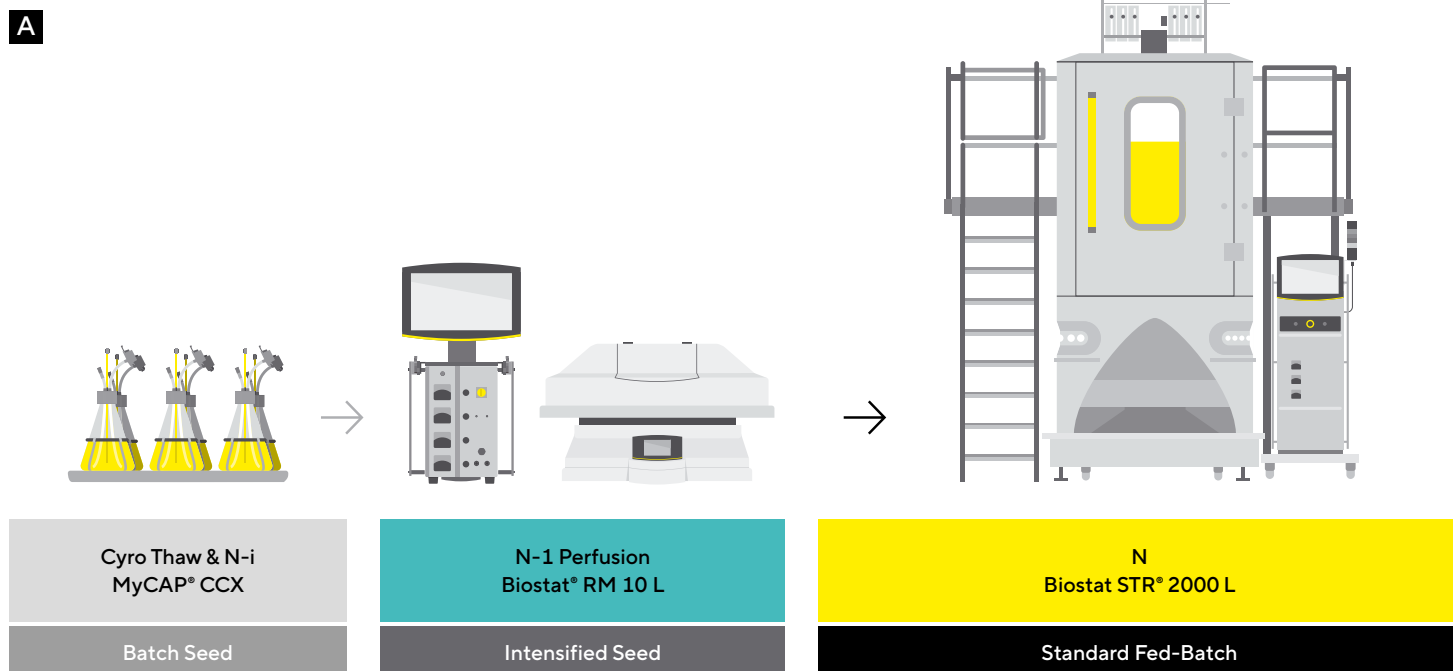 A
Cyro Thaw & N-i
MyCAP® CCX
Batch Seed
N-1 Perfusion
Biostat® RM 10 L
Intensified Seed
N
Biostat STR® 2000 L
Standard Fed-Batch